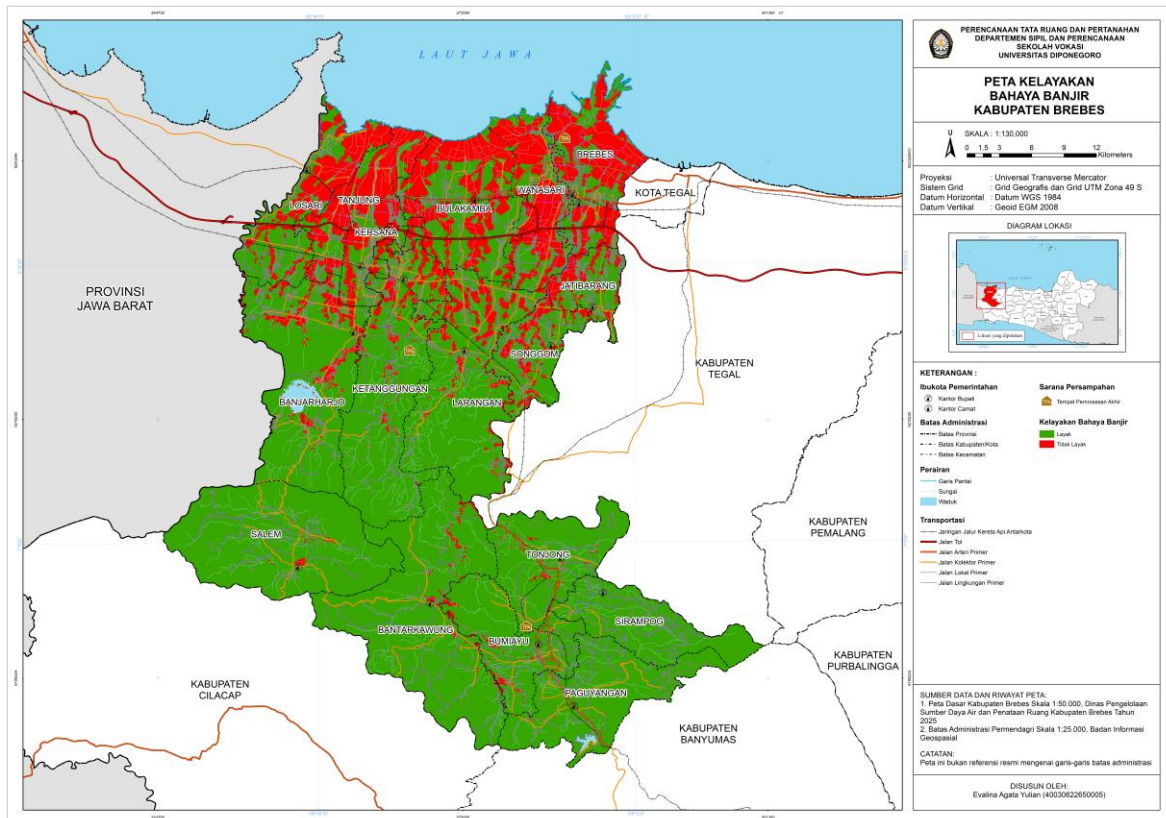 LAUT JAWA
BREBES
WANASARI
KOTA TEGAL
LOSARI
TANJUNG
BULAKAMBA
KERSANA
JATIBARANG
PROVINSI
JAWA BARAT
SONGGOM
KABUPATEN
TEGAL
KETANGGUNGAN
BANJARHARJO
LARANGAN
KABUPATEN
PEMALANG
SALEM
TONJONG
SIRAMPOG
BANTARKAWUNG
BUMIAYU
KABUPATEN
PURBALINGGA
KABUPATEN
CILACAP
PAGUYANGAN
KABUPATEN
BANYUMAS
PERENCANAAN TATA RUANG DAN PERTANAHAN
DEPARTEMEN SIPIL DAN PERENCANAAN
SEKOLAH VOKASI
UNIVERSITAS DIPONEGORO
PETA KELAYAKAN
BAHAYA BANJIR
KABUPATEN BREBES
U
SKALA : 1:130,000
0 1.5 3 6 9 12
Kilometers
Proyeksi : Universal Transverse Mercator
Sistem Grid : Grid Geografis dan Grid UTM Zona 49 S
Datum Horizontal : Datum WGS 1984
Datum Vertikal : Geoid EGM 2008
DIAGRAM LOKASI
Lokasi yang dipetakan
KETERANGAN :
Ibukota Pemerintahan
Kantor Bupati
Kantor Camat
Batas Administrasi
Batas Provinsi
Batas Kabupaten/Kota
Batas Kecamatan
Perairan
Garis Pantai
Sungai
Waduk
Transportasi
Jaringan Jalur Kereta Api Antarkota
Jalan Tol
Jalan Arteri Primer
Jalan Kolektor Primer
Jalan Lokal Primer
Jalan Lingkungan Primer
Sarana Persampahan
Tempat Pemrosesan Akhir
Kelayakan Bahaya Banjir
Layak
Tidak Layak
SUMBER DATA DAN RIWAYAT PETA:
1. Peta Dasar Kabupaten Brebes Skala 1:50.000, Dinas Pengelolaan
Sumber Daya Air dan Penataan Ruang Kabupaten Brebes Tahun
2025
2. Batas Administrasi Permendagri Skala 1:25.000, Badan Informasi
Geospasial
CATATAN:
Peta ini bukan referensi resmi mengenai garis-garis batas administrasi
DISUSUN OLEH:
Evalina Agata Yulian (40030622650005)